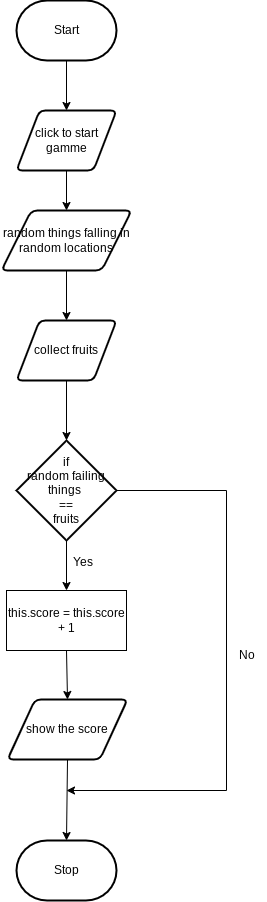 Start
click to start
gamme
random things falling in
random locations
collect fruits
if
random failing
things
==
fruits
Yes
this.score = this.score
+ 1
No
show the score
Stop